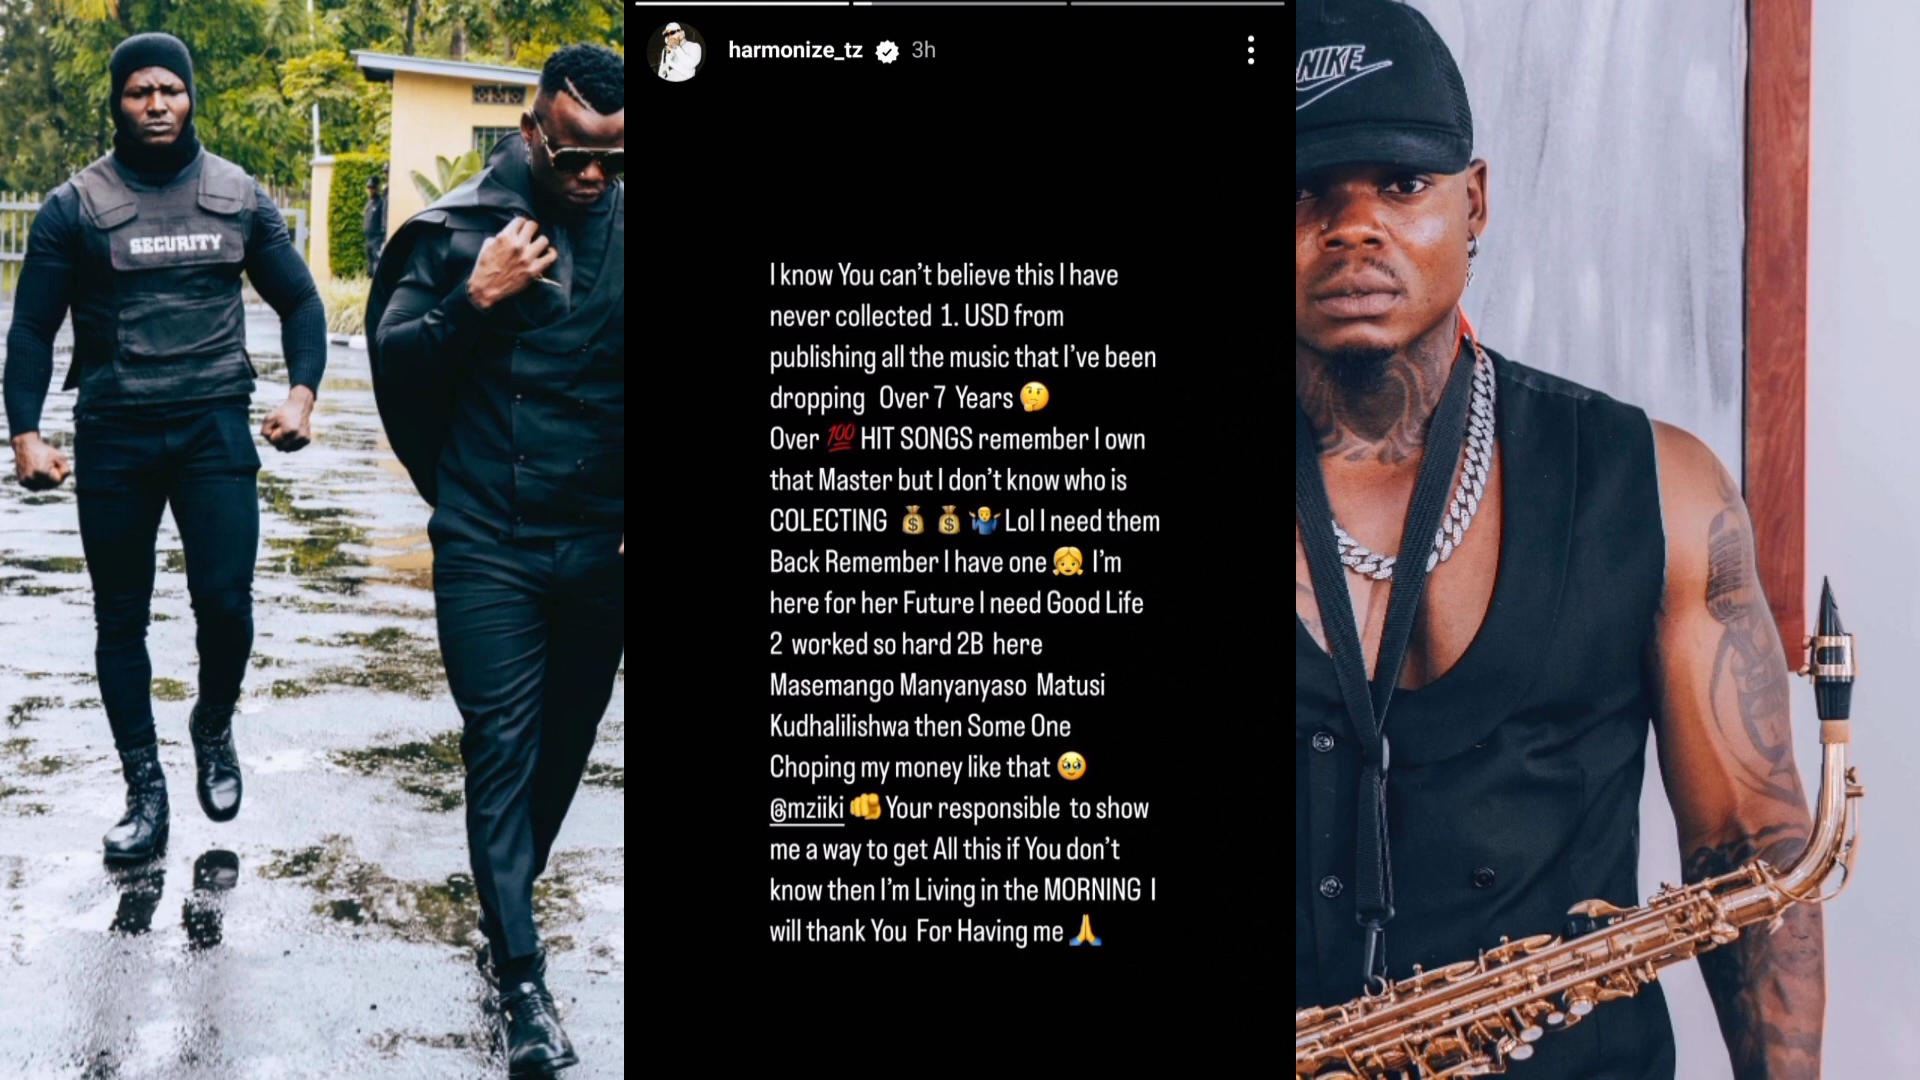 SECURITY
harmonize_tz 3h
I know You can't believe this I have
never collected 1. USD from
publishing all the music that I've been
dropping Over 7 Years 🤔
Over 💯 HIT SONGS remember I own
that Master but I don't know who is
COLECTING 💰 💰 🤷‍♂️ Lol I need them
Back Remember I have one 👧 I'm
here for her Future I need Good Life
2 worked so hard 2B here
Masemango Manyanyaso Matusi
Kudhalilishwa then Some One
Choping my money like that 🥹
@mziiki 🫵 Your responsible to show
me a way to get All this if You don't
know then I'm Living in the MORNING I
will thank You For Having me 🙏
NIKE